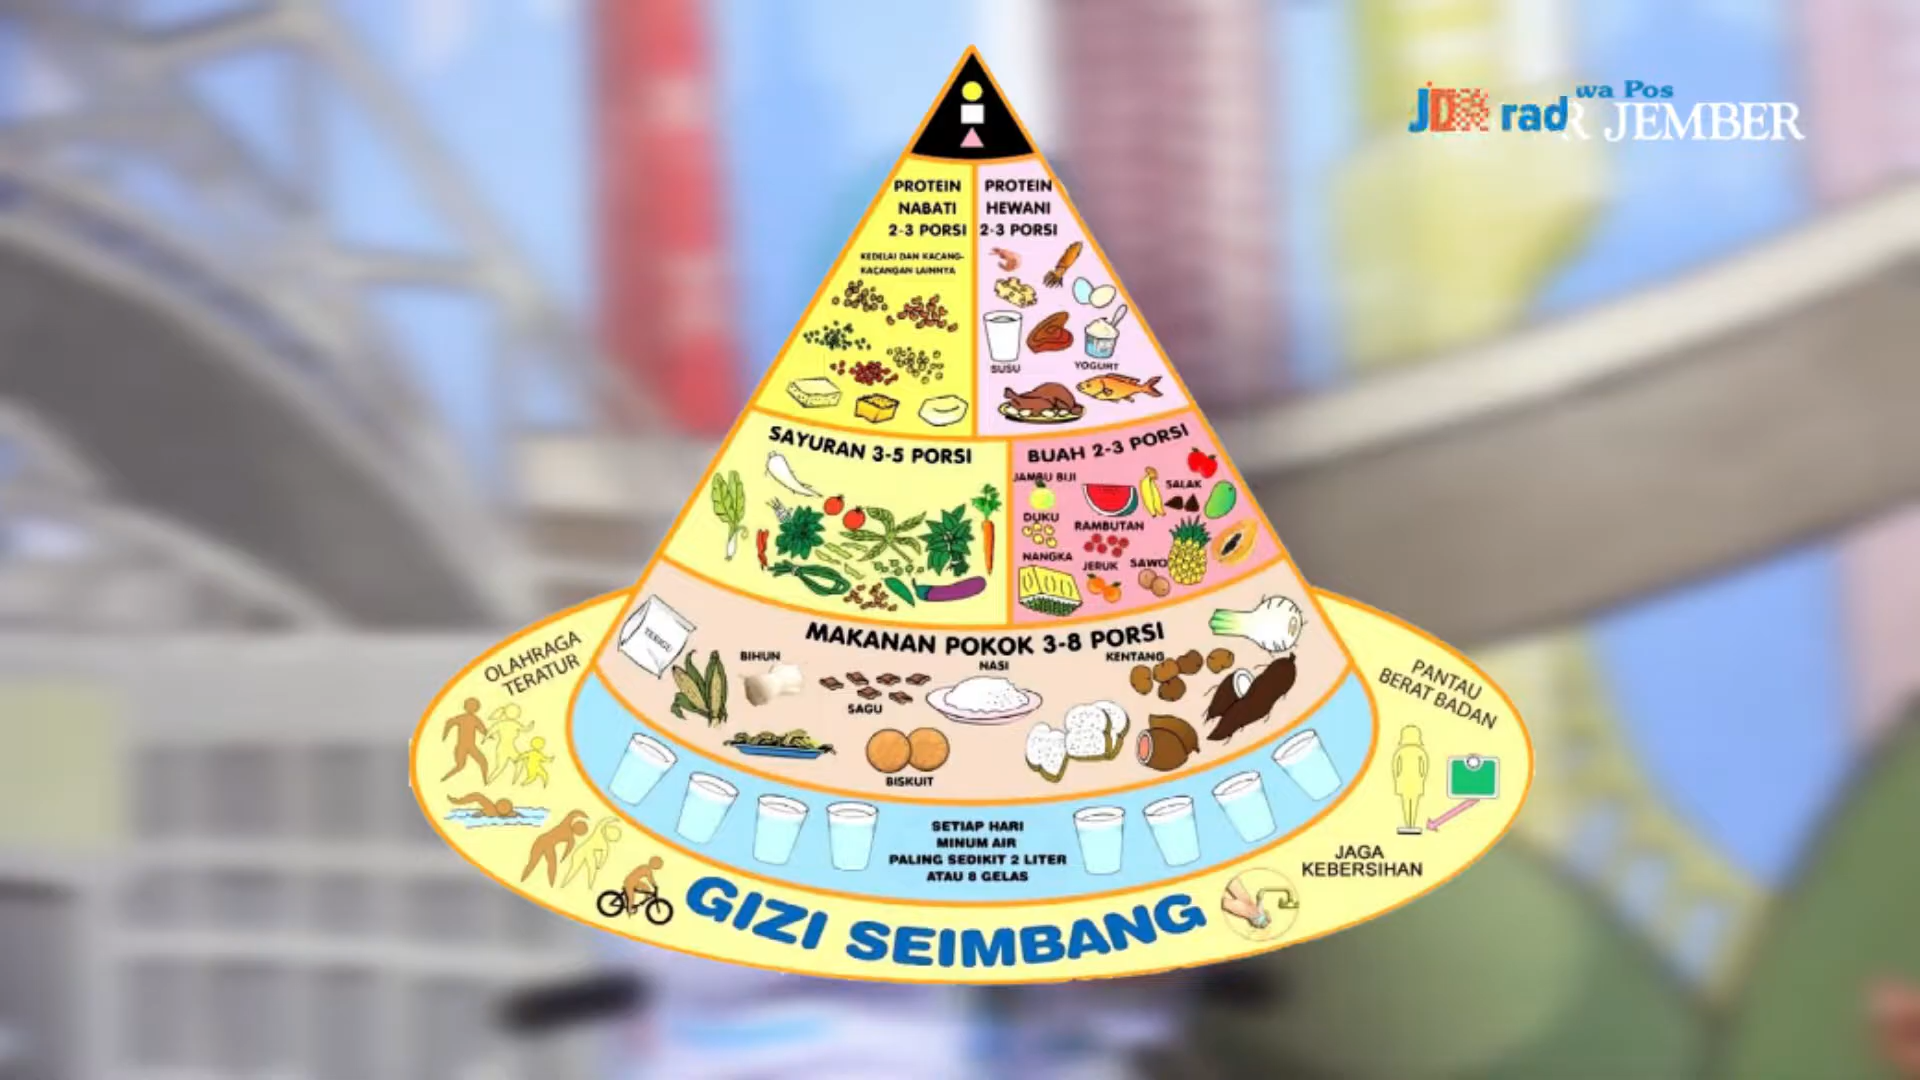 wa Pos
JD rad R JEMBER
PROTEIN
NABATI
2-3 PORSI
KEDELAI DAN KACANG-
KACANGAN LAINNYA
PROTEIN
HEWANI
2-3 PORSI
SUSU
YOGURT
SAYURAN 3-5 PORSI
BUAH 2-3 PORSI
JAMBU BIJI
SALAK
DUKU
RAMBUTAN
NANGKA
JERUK
SAWO
MAKANAN POKOK 3-8 PORSI
TERIGU
BIHUN
NASI
KENTANG
SAGU
BISKUIT
OLAHRAGA
TERATUR
PANTAU
BERAT BADAN
SETIAP HARI
MINUM AIR
PALING SEDIKIT 2 LITER
ATAU 8 GELAS
JAGA
KEBERSIHAN
GIZI SEIMBANG